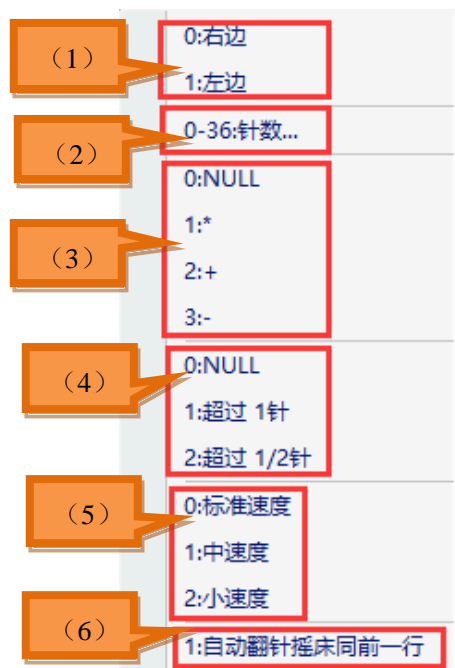 （1）
0:右边
1:左边
（2）
0-36:针数...
（3）
0:NULL
1:*
2:+
3:-
（4）
0:NULL
1:超过 1针
2:超过 1/2针
（5）
0:标准速度
1:中速度
2:小速度
（6）
1:自动翻针摇床同前一行